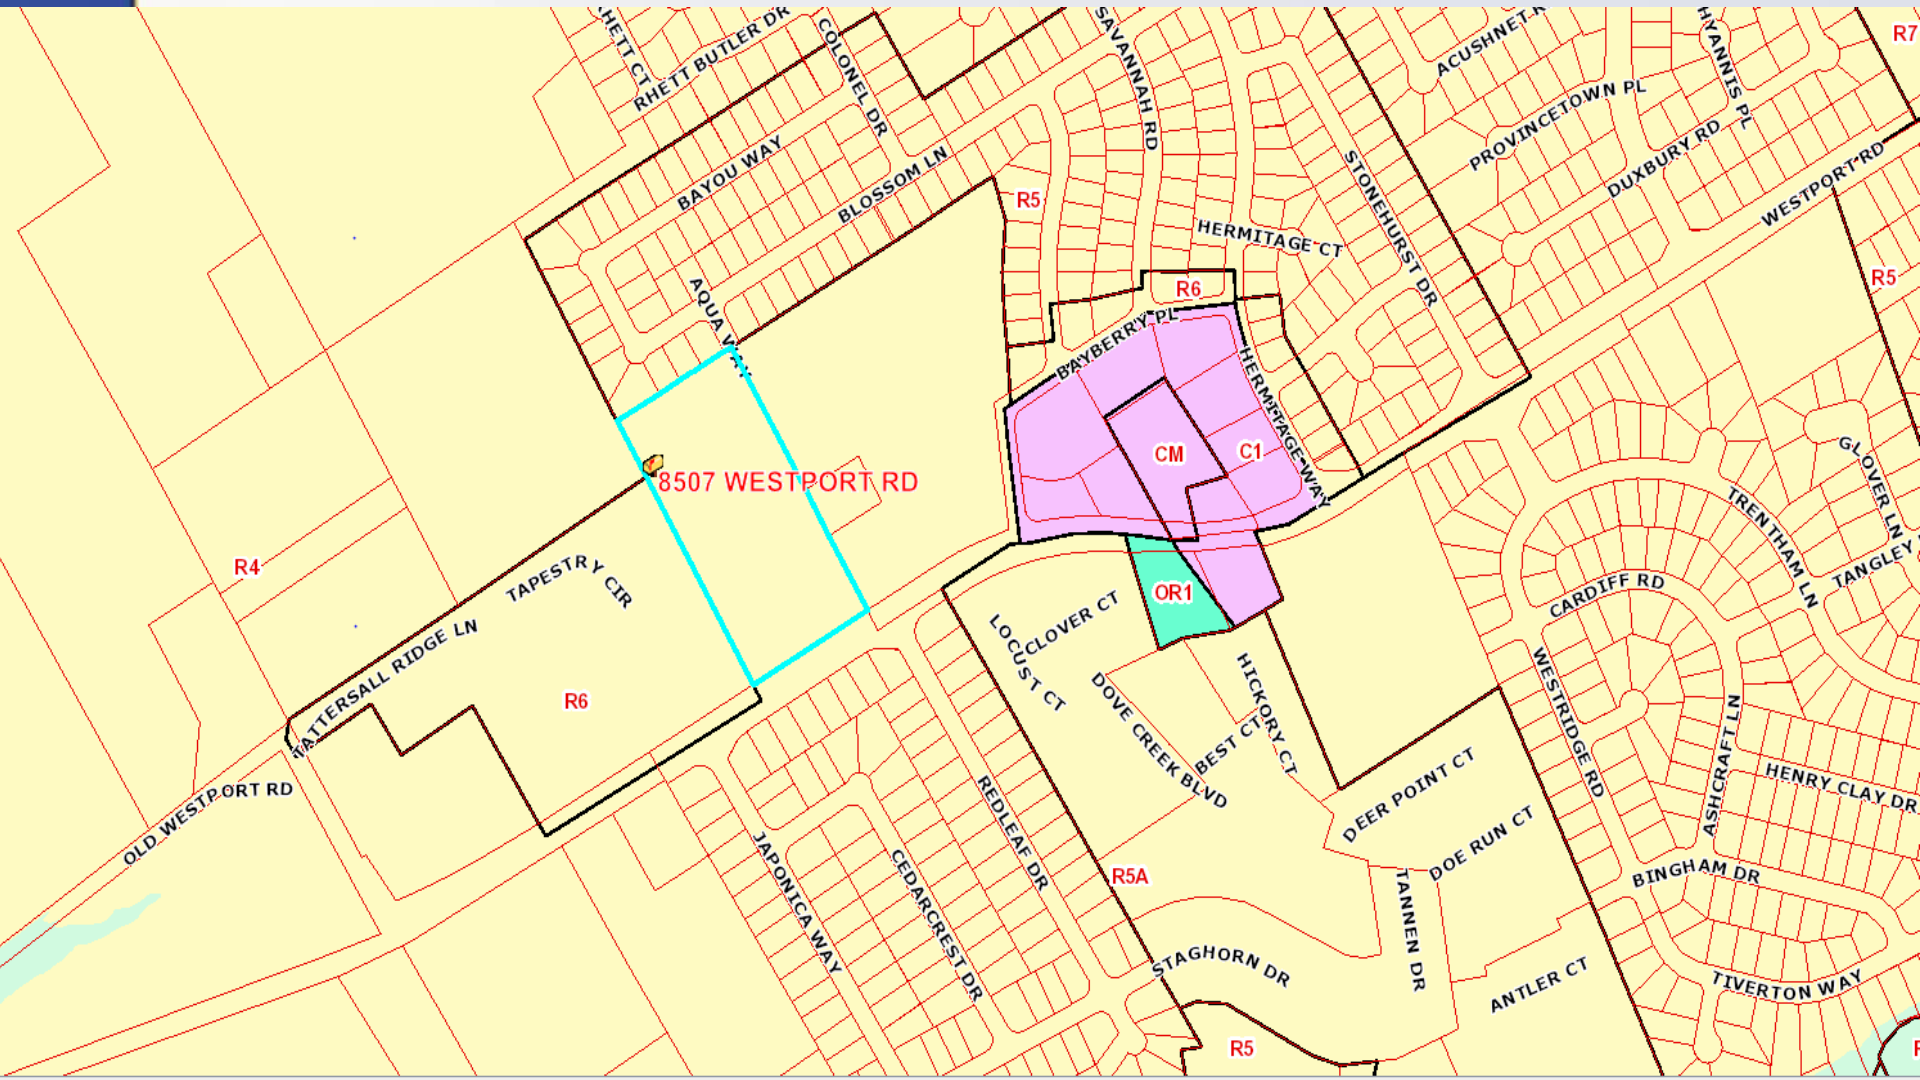 RHETT CT
RHETT BUTLER DR
COLONEL DR
SAVANNAH RD
HYANNIS PL
R7
PROVINCETOWN PL
DUXBURY RD
WESTPORT RD
BAYOU WAY
BLOSSOM LN
STONEHURST DR
R5
HERMITAGE CT
R5
R6
AQUA WAY
BAYBERRY PL
HERMITAGE WAY
CM
C1
8507 WESTPORT RD
GLOVER LN
TRENTHAM LN
TANGLEY
R4
TAPESTRY CIR
OR1
CLOVER CT
LOCUST CT
CARDIFF RD
TATTERSALL RIDGE LN
R6
HICKORY CT
DOVE CREEK BLVD
BEST CT
WESTRIDGE RD
ASHCRAFT LN
OLD WESTPORT RD
DEER POINT CT
HENRY CLAY DR
REDLEAF DR
DOE RUN CT
JAPONICA WAY
CEDARCREST DR
R5A
BINGHAM DR
TANNEN DR
STAGHORN DR
ANTLER CT
TIVERTON WAY
R5